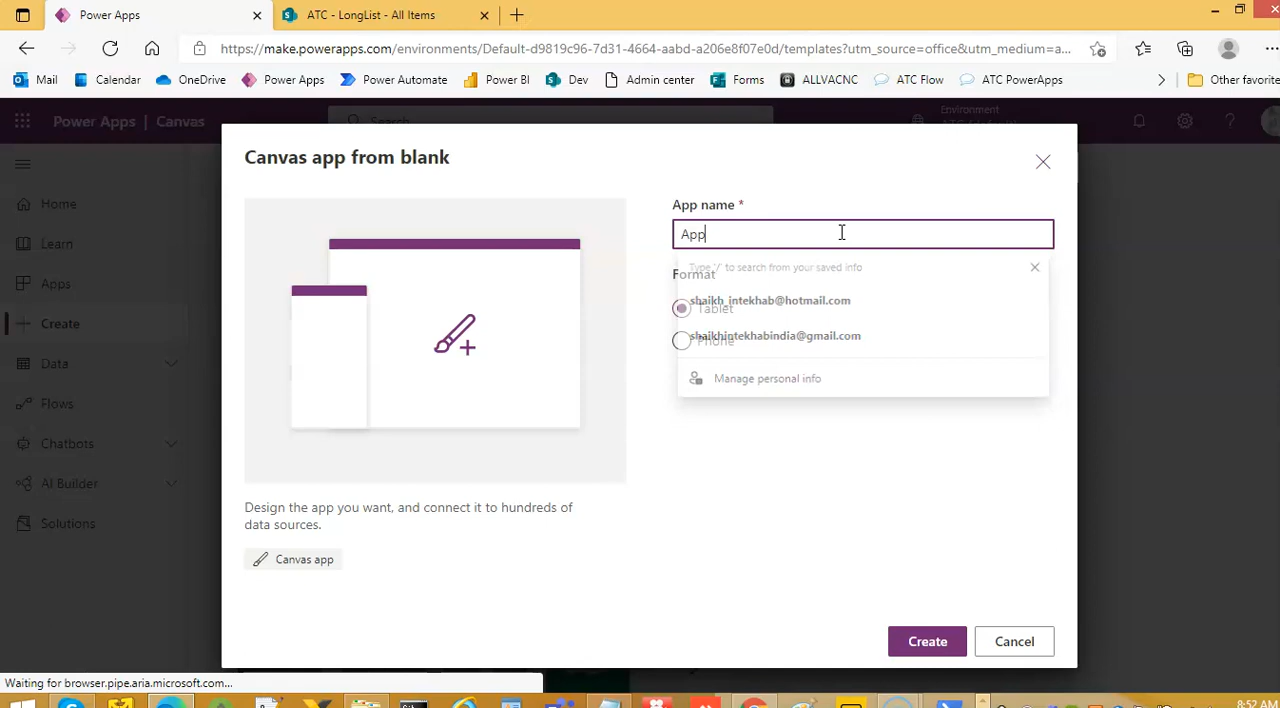 Power Apps
ATC - LongList - All Items
https://make.powerapps.com/environments/Default-d9819c96-7d31-4664-aabd-a206e8f07e0d/templates?utm_source=office&utm_medium=a...
Mail Calendar OneDrive Power Apps Power Automate Power BI Dev Admin center Forms ALLVACNC ATC Flow ATC PowerApps Other favorite
Power Apps | Canvas
Search
Environment
ATC (default)
Home
Learn
Apps
Create
Data
Flows
Chatbots
AI Builder
Solutions
Canvas app from blank
Design the app you want, and connect it to hundreds of
data sources.
Canvas app
App name *
App
Type '/' to search from your saved info
Format
shaikh_intekhab@hotmail.com
Tablet
shaikhintekhabindia@gmail.com
Phone
Manage personal info
Create
Cancel
Waiting for browser.pipe.aria.microsoft.com...
8:52 AM